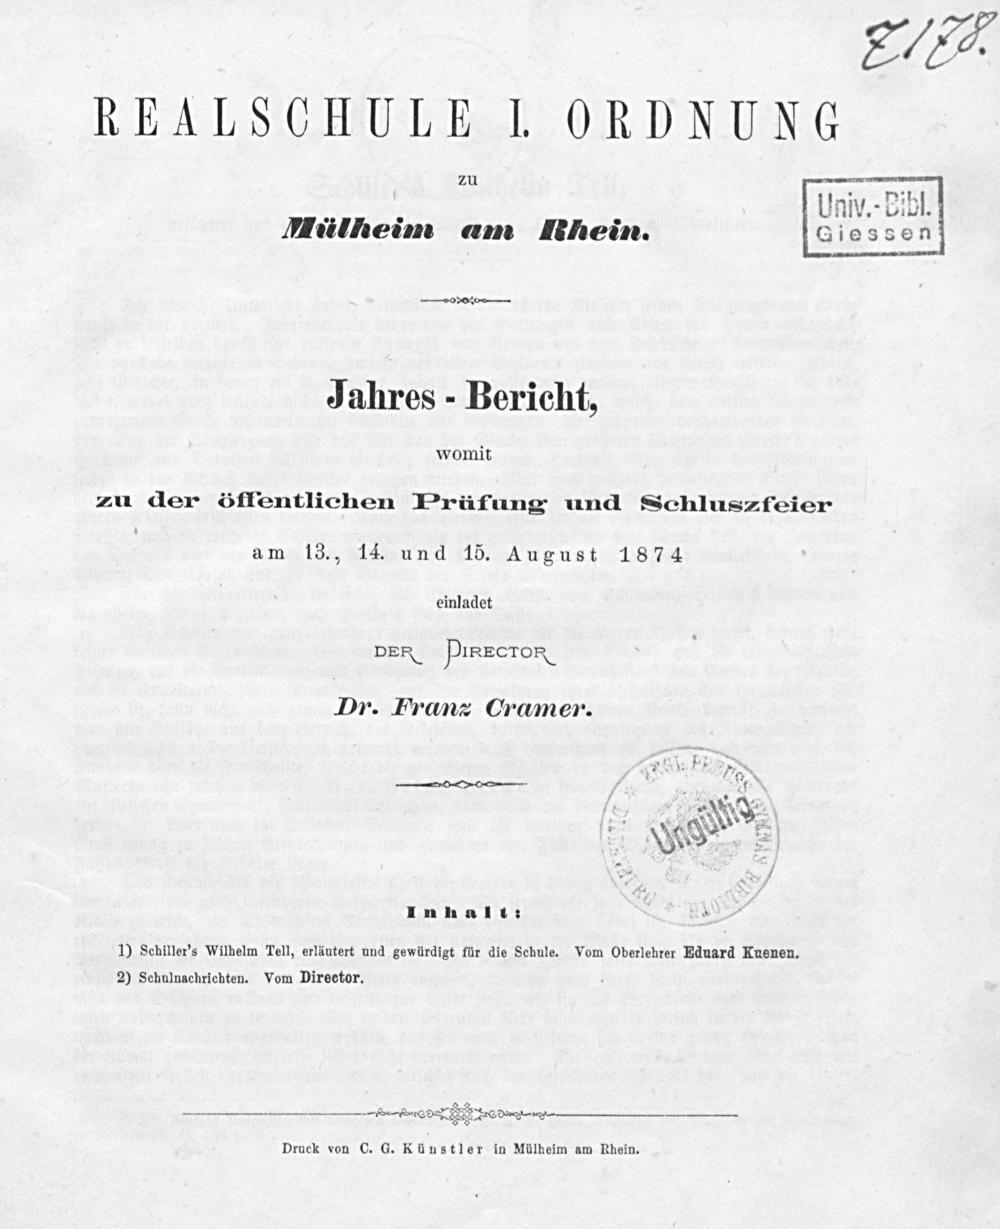 Z 178.
REALSCHULE I. ORDNUNG
zu
Univ.-Bibl.
Giessen
Mülheim am Rhein.
Jahres - Bericht,
womit
zu der öffentlichen Prüfung und Schluszfeier
am 13., 14. und 15. August 1874
einladet
DER DIRECTOR
Dr. Franz Cramer.
Ungültig
Inhalt:
1) Schiller's Wilhelm Tell, erläutert und gewürdigt für die Schule. Vom Oberlehrer Eduard Kuenen.
2) Schulnachrichten. Vom Director.
Druck von C. G. Künstler in Mülheim am Rhein.